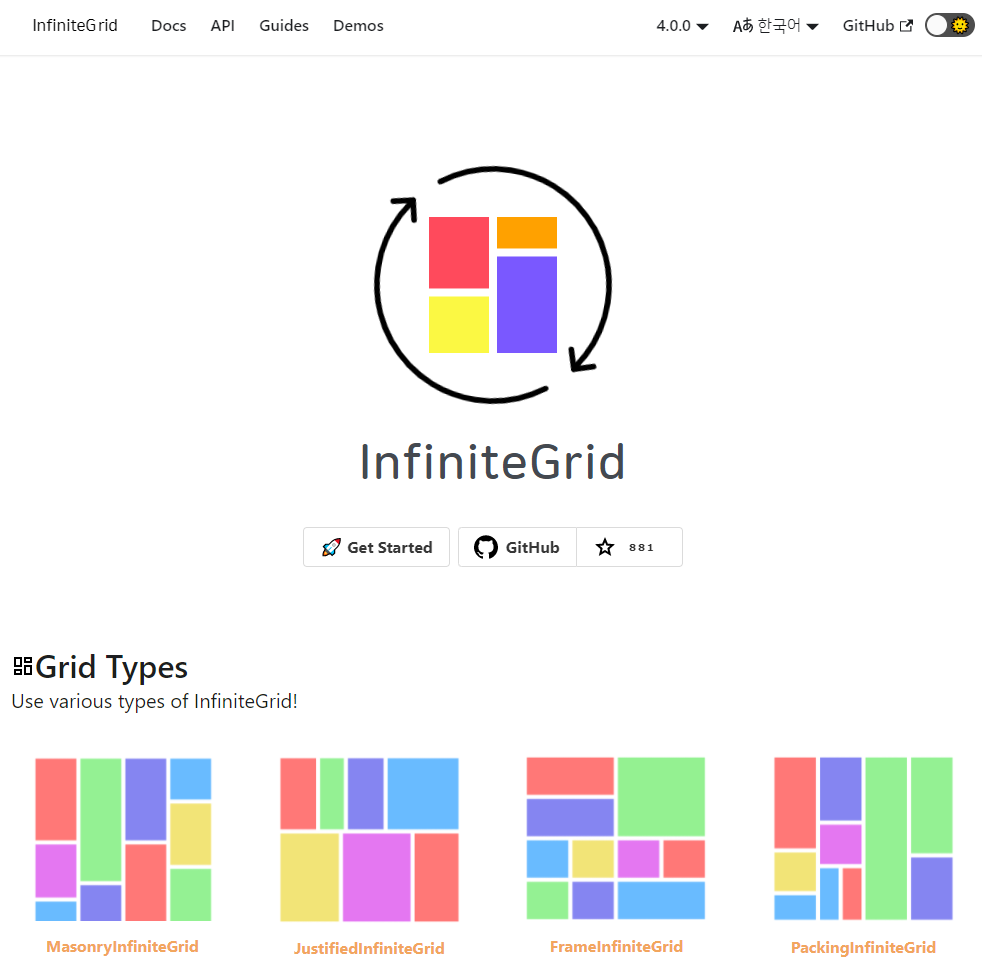 InfiniteGrid Docs API Guides Demos 4.0.0 Aあ 한국어 GitHub
InfiniteGrid
Get Started GitHub 881
Grid Types
Use various types of InfiniteGrid!
MasonryInfiniteGrid JustifiedInfiniteGrid FrameInfiniteGrid PackingInfiniteGrid